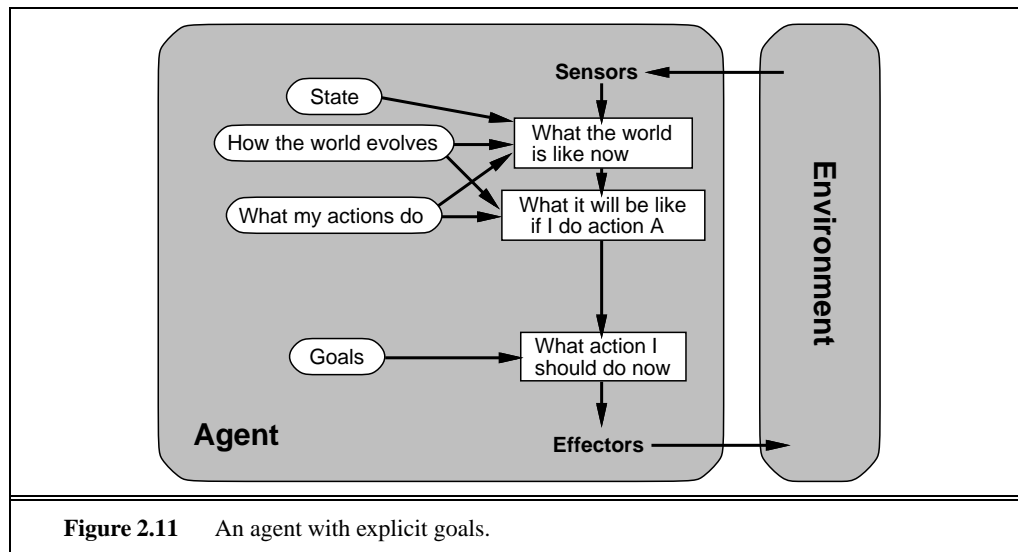 Sensors
State
What the world
is like now
How the world evolves
What my actions do
What it will be like
if I do action A
Goals
What action I
should do now
Agent
Effectors
Environment
Figure 2.11 An agent with explicit goals.